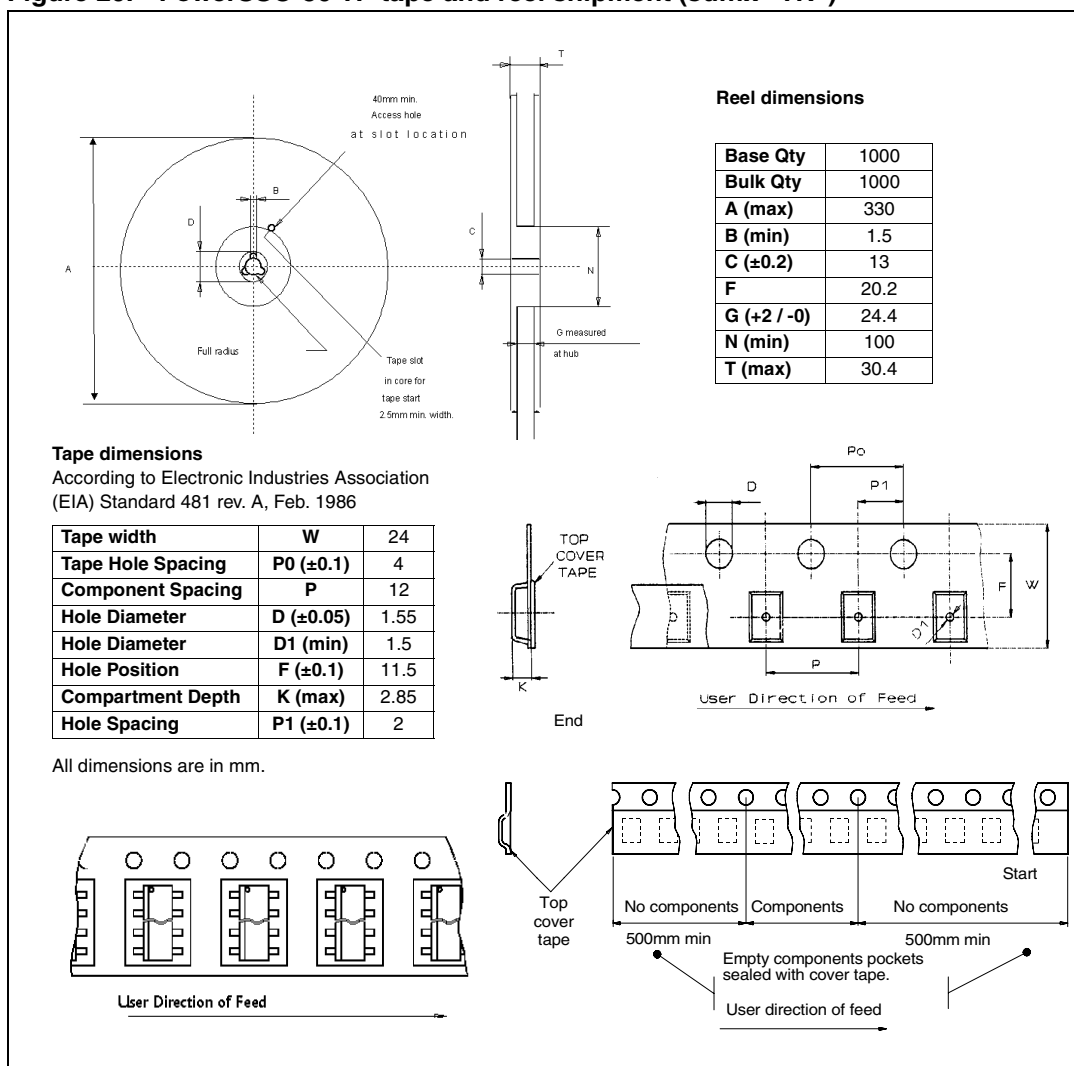 T
40mm min.
Access hole
at slot location
B
D
C
A
N
G measured
at hub
Full radius
Tape slot
in core for
tape start
2.5mm min. width.
Reel dimensions
Base Qty 1000
Bulk Qty 1000
A (max) 330
B (min) 1.5
C (±0.2) 13
F 20.2
G (+2 / -0) 24.4
N (min) 100
T (max) 30.4
Tape dimensions
According to Electronic Industries Association
(EIA) Standard 481 rev. A, Feb. 1986
Tape width W 24
Tape Hole Spacing P0 (±0.1) 4
Component Spacing P 12
Hole Diameter D (±0.05) 1.55
Hole Diameter D1 (min) 1.5
Hole Position F (±0.1) 11.5
Compartment Depth K (max) 2.85
Hole Spacing P1 (±0.1) 2
All dimensions are in mm.
TOP
COVER
TAPE
K
End
Po
D
P1
F
W
D1
P
User Direction of Feed
User Direction of Feed
Top
cover
tape
Start
No components
Components
No components
500mm min
500mm min
Empty components pockets
sealed with cover tape.
User direction of feed